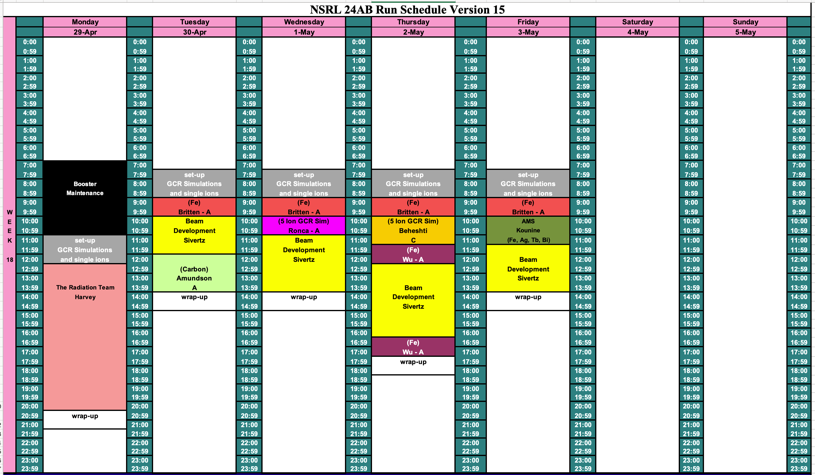 NSRL 24AB Run Schedule Version 15
Monday Tuesday Wednesday Thursday Friday Saturday Sunday
29-Apr 30-Apr 1-May 2-May 3-May 4-May 5-May
0:00 0:00 0:00 0:00 0:00 0:00 0:00 0:00
0:59 0:59 0:59 0:59 0:59 0:59 0:59 0:59
1:00 1:00 1:00 1:00 1:00 1:00 1:00 1:00
1:59 1:59 1:59 1:59 1:59 1:59 1:59 1:59
2:00 2:00 2:00 2:00 2:00 2:00 2:00 2:00
2:59 2:59 2:59 2:59 2:59 2:59 2:59 2:59
3:00 3:00 3:00 3:00 3:00 3:00 3:00 3:00
3:59 3:59 3:59 3:59 3:59 3:59 3:59 3:59
4:00 4:00 4:00 4:00 4:00 4:00 4:00 4:00
4:59 4:59 4:59 4:59 4:59 4:59 4:59 4:59
5:00 5:00 5:00 5:00 5:00 5:00 5:00 5:00
5:59 5:59 5:59 5:59 5:59 5:59 5:59 5:59
6:00 6:00 6:00 6:00 6:00 6:00 6:00 6:00
6:59 6:59 6:59 6:59 6:59 6:59 6:59 6:59
7:00 7:00 7:00 7:00 7:00 7:00 7:00 7:00
7:59 7:59 set-up 7:59 set-up 7:59 set-up 7:59 set-up 7:59 7:59 7:59
8:00 Booster 8:00 GCR Simulations 8:00 GCR Simulations 8:00 GCR Simulations 8:00 GCR Simulations 8:00 8:00 8:00
8:59 Maintenance 8:59 and single ions 8:59 and single ions 8:59 and single ions 8:59 and single ions 8:59 8:59 8:59
9:00 9:00 (Fe) 9:00 (Fe) 9:00 (Fe) 9:00 (Fe) 9:00 9:00 9:00
W 9:59 9:59 Britten - A 9:59 Britten - A 9:59 Britten - A 9:59 Britten - A 9:59 9:59 9:59
E 10:00 10:00 Beam 10:00 (5 Ion GCR Sim) 10:00 (5 Ion GCR Sim) 10:00 AMS 10:00 10:00 10:00
E 10:59 10:59 Development 10:59 Ronca - A 10:59 Beheshti 10:59 Kounine 10:59 10:59 10:59
K 11:00 set-up 11:00 Sivertz 11:00 Beam 11:00 C 11:00 (Fe, Ag, Tb, Bi) 11:00 11:00 11:00
11:59 GCR Simulations 11:59 11:59 Development 11:59 (Fe) 11:59 11:59 11:59 11:59
18 12:00 and single ions 12:00 12:00 Sivertz 12:00 Wu - A 12:00 Beam 12:00 12:00 12:00
12:59 12:59 (Carbon) 12:59 12:59 12:59 Development 12:59 12:59 12:59
13:00 13:00 Amundson 13:00 13:00 13:00 Sivertz 13:00 13:00 13:00
13:59 The Radiation Team 13:59 A 13:59 13:59 Beam 13:59 13:59 13:59 13:59
14:00 Harvey 14:00 wrap-up 14:00 wrap-up 14:00 Development 14:00 wrap-up 14:00 14:00 14:00
14:59 14:59 14:59 14:59 Sivertz 14:59 14:59 14:59 14:59
15:00 15:00 15:00 15:00 15:00 15:00 15:00 15:00
15:59 15:59 15:59 15:59 15:59 15:59 15:59 15:59
16:00 16:00 16:00 16:00 16:00 16:00 16:00 16:00
16:59 16:59 16:59 16:59 (Fe) 16:59 16:59 16:59 16:59
17:00 17:00 17:00 17:00 Wu - A 17:00 17:00 17:00 17:00
17:59 17:59 17:59 17:59 wrap-up 17:59 17:59 17:59 17:59
18:00 18:00 18:00 18:00 18:00 18:00 18:00 18:00
18:59 18:59 18:59 18:59 18:59 18:59 18:59 18:59
19:00 19:00 19:00 19:00 19:00 19:00 19:00 19:00
19:59 19:59 19:59 19:59 19:59 19:59 19:59 19:59
20:00 20:00 20:00 20:00 20:00 20:00 20:00 20:00
20:59 wrap-up 20:59 20:59 20:59 20:59 20:59 20:59 20:59
21:00 21:00 21:00 21:00 21:00 21:00 21:00 21:00
21:59 21:59 21:59 21:59 21:59 21:59 21:59 21:59
22:00 22:00 22:00 22:00 22:00 22:00 22:00 22:00
22:59 22:59 22:59 22:59 22:59 22:59 22:59 22:59
23:00 23:00 23:00 23:00 23:00 23:00 23:00 23:00
23:59 23:59 23:59 23:59 23:59 23:59 23:59 23:59